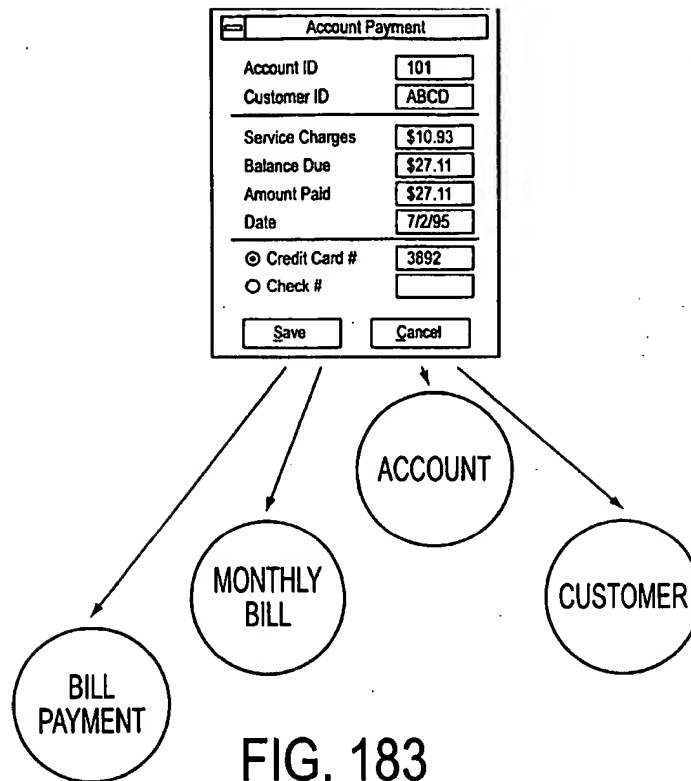 Account Payment
Account ID 101
Customer ID ABCD
Service Charges $10.93
Balance Due $27.11
Amount Paid $27.11
Date 7/2/95
Credit Card # 3892
Check #
Save Cancel
ACCOUNT
MONTHLY
BILL
CUSTOMER
BILL
PAYMENT
FIG. 183